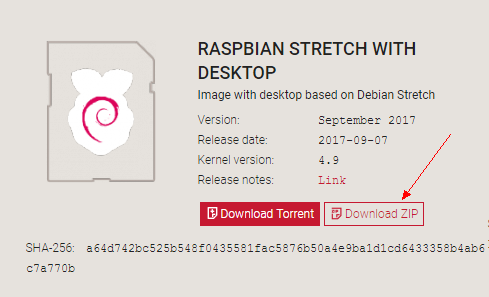 RASPBIAN STRETCH WITH
DESKTOP
Image with desktop based on Debian Stretch
Version: September 2017
Release date: 2017-09-07
Kernel version: 4.9
Release notes: Link
Download Torrent Download ZIP
SHA-256: a64d742bc525b548f0435581fac5876b50a4e9ba1d1cd6433358b4ab6
c7a770b